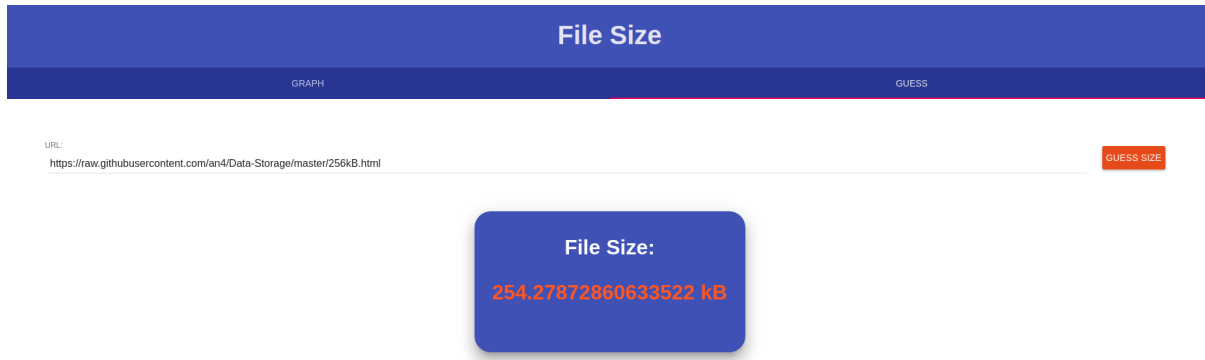 File Size
GRAPH
GUESS
URL:
https://raw.githubusercontent.com/an4/Data-Storage/master/256kB.html
GUESS SIZE
File Size:
254.27872860633522 kB